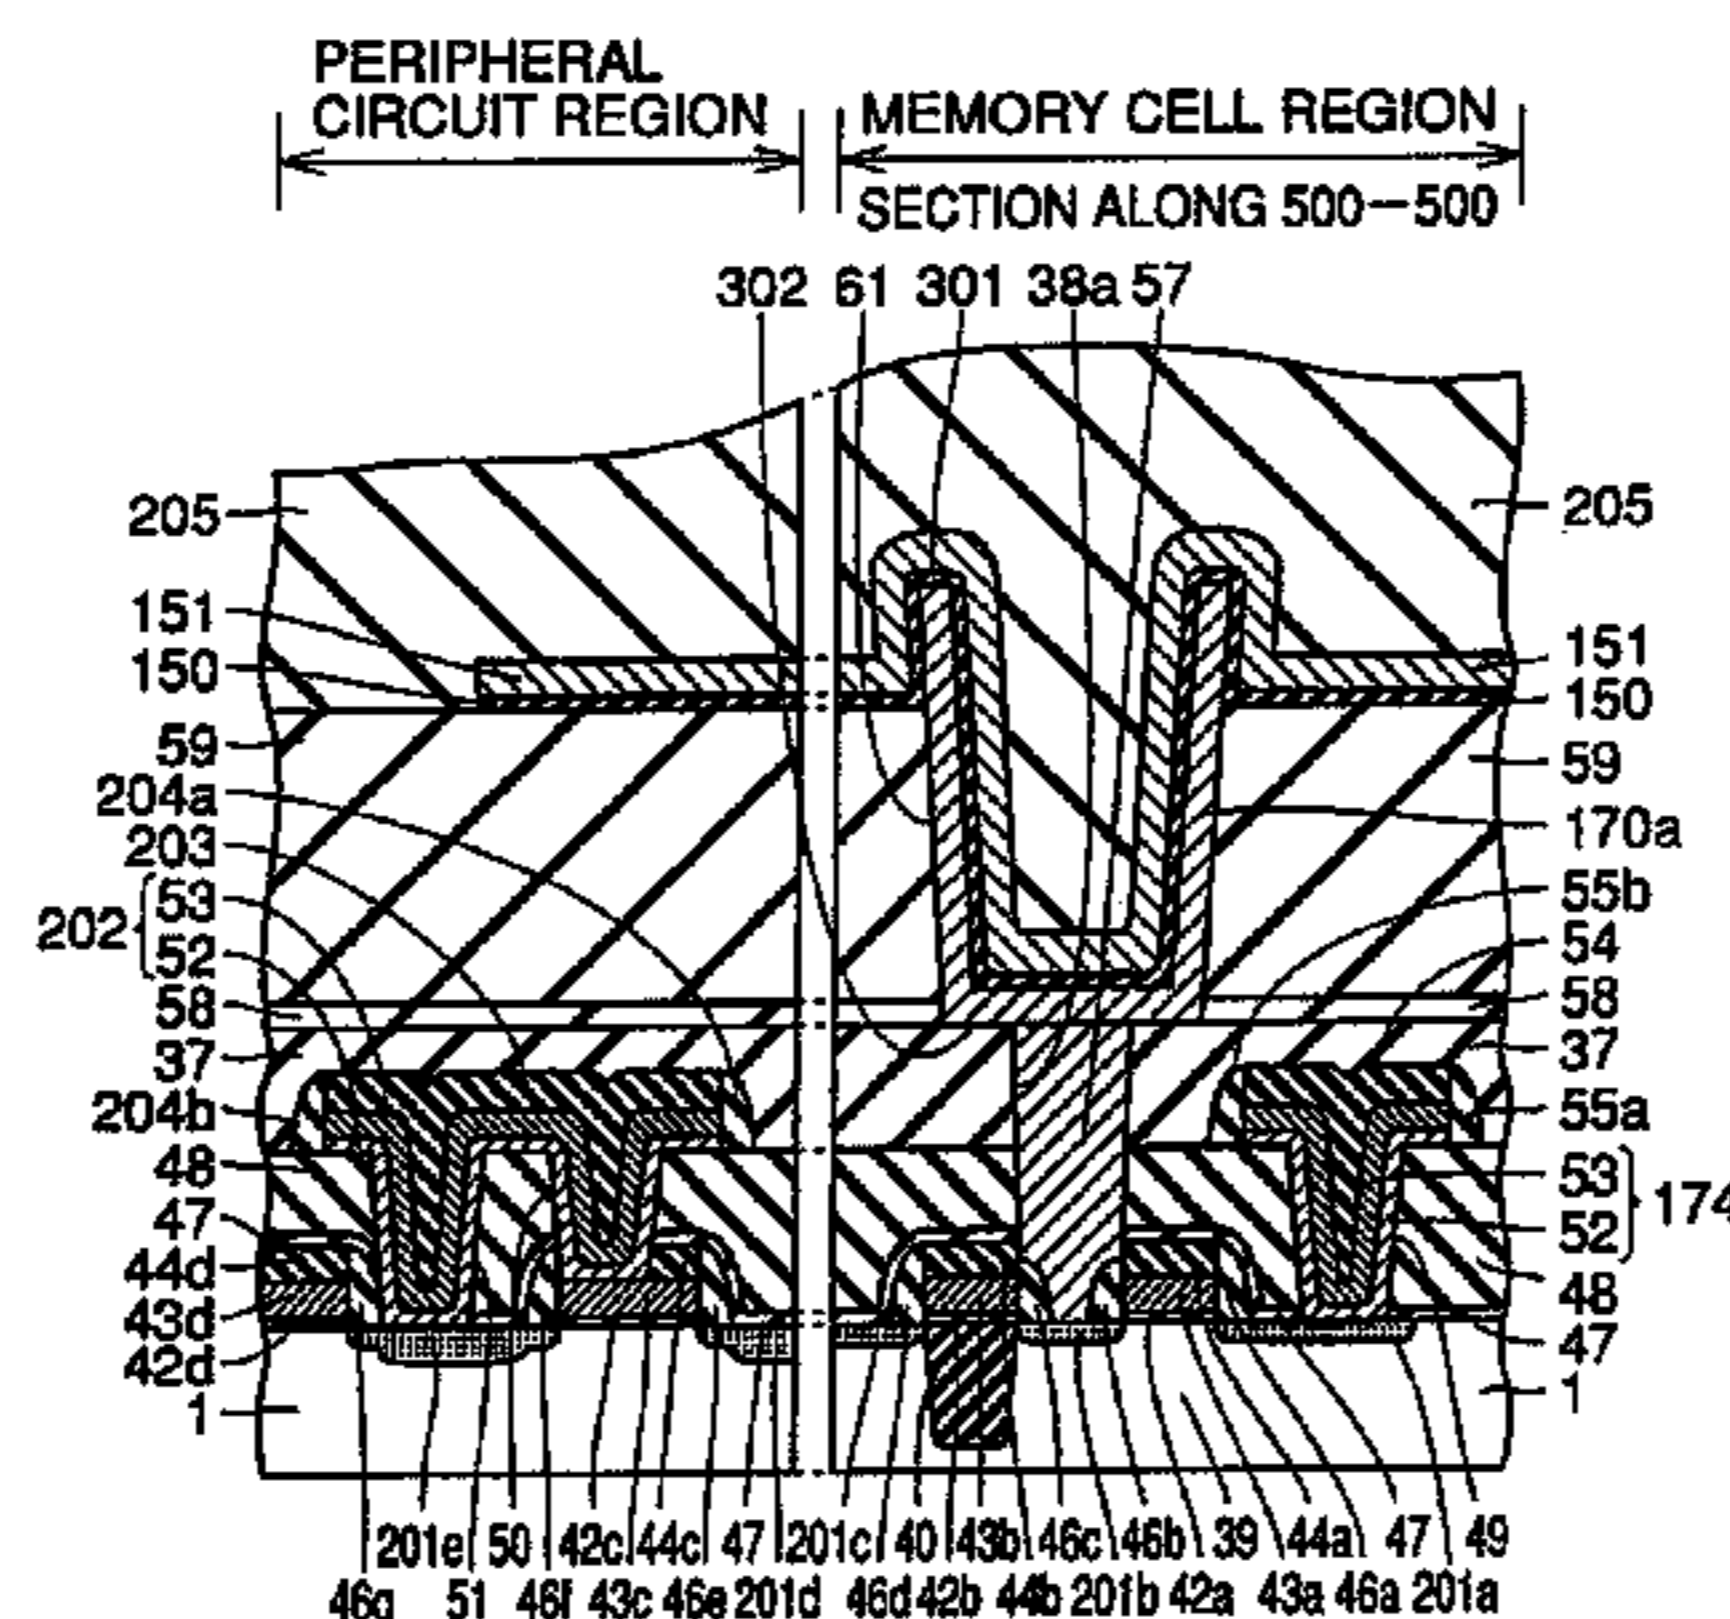 PERIPHERAL
CIRCUIT REGION
MEMORY CELL REGION
SECTION ALONG 500—500
302 61 301 38a 57
205
151
150
59
204a
203
202
53
52
58
37
204b
48
47
44d
43d
42d
1
205
151
150
59
170a
55b
54
58
37
55a
53
52
174
48
47
1
201e 50 42c 44c 47 201c 40 43b 46c 46b 39 44a 47 49
46g 51 46f 43c 46e 201d 46d 42b 44b 201b 42a 43a 46a 201a